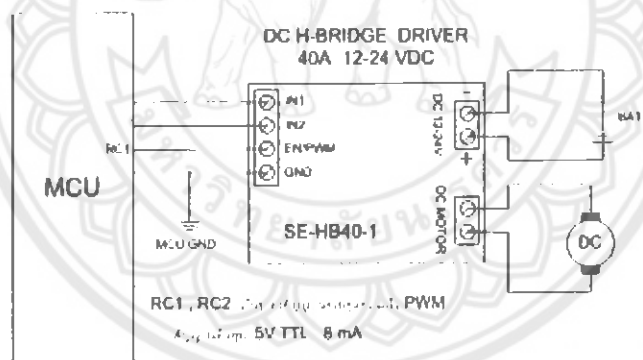 DC H-BRIDGE DRIVER
40A 12-24 VDC
IN1
IN2
EN/PWM
GND
RC1
MCU
MCU GND
SE-HB40-1
-
DC 12-24V
+
DC MOTOR
BA1
DC
RC1 , RC2 PWM
5V TTL 8 mA